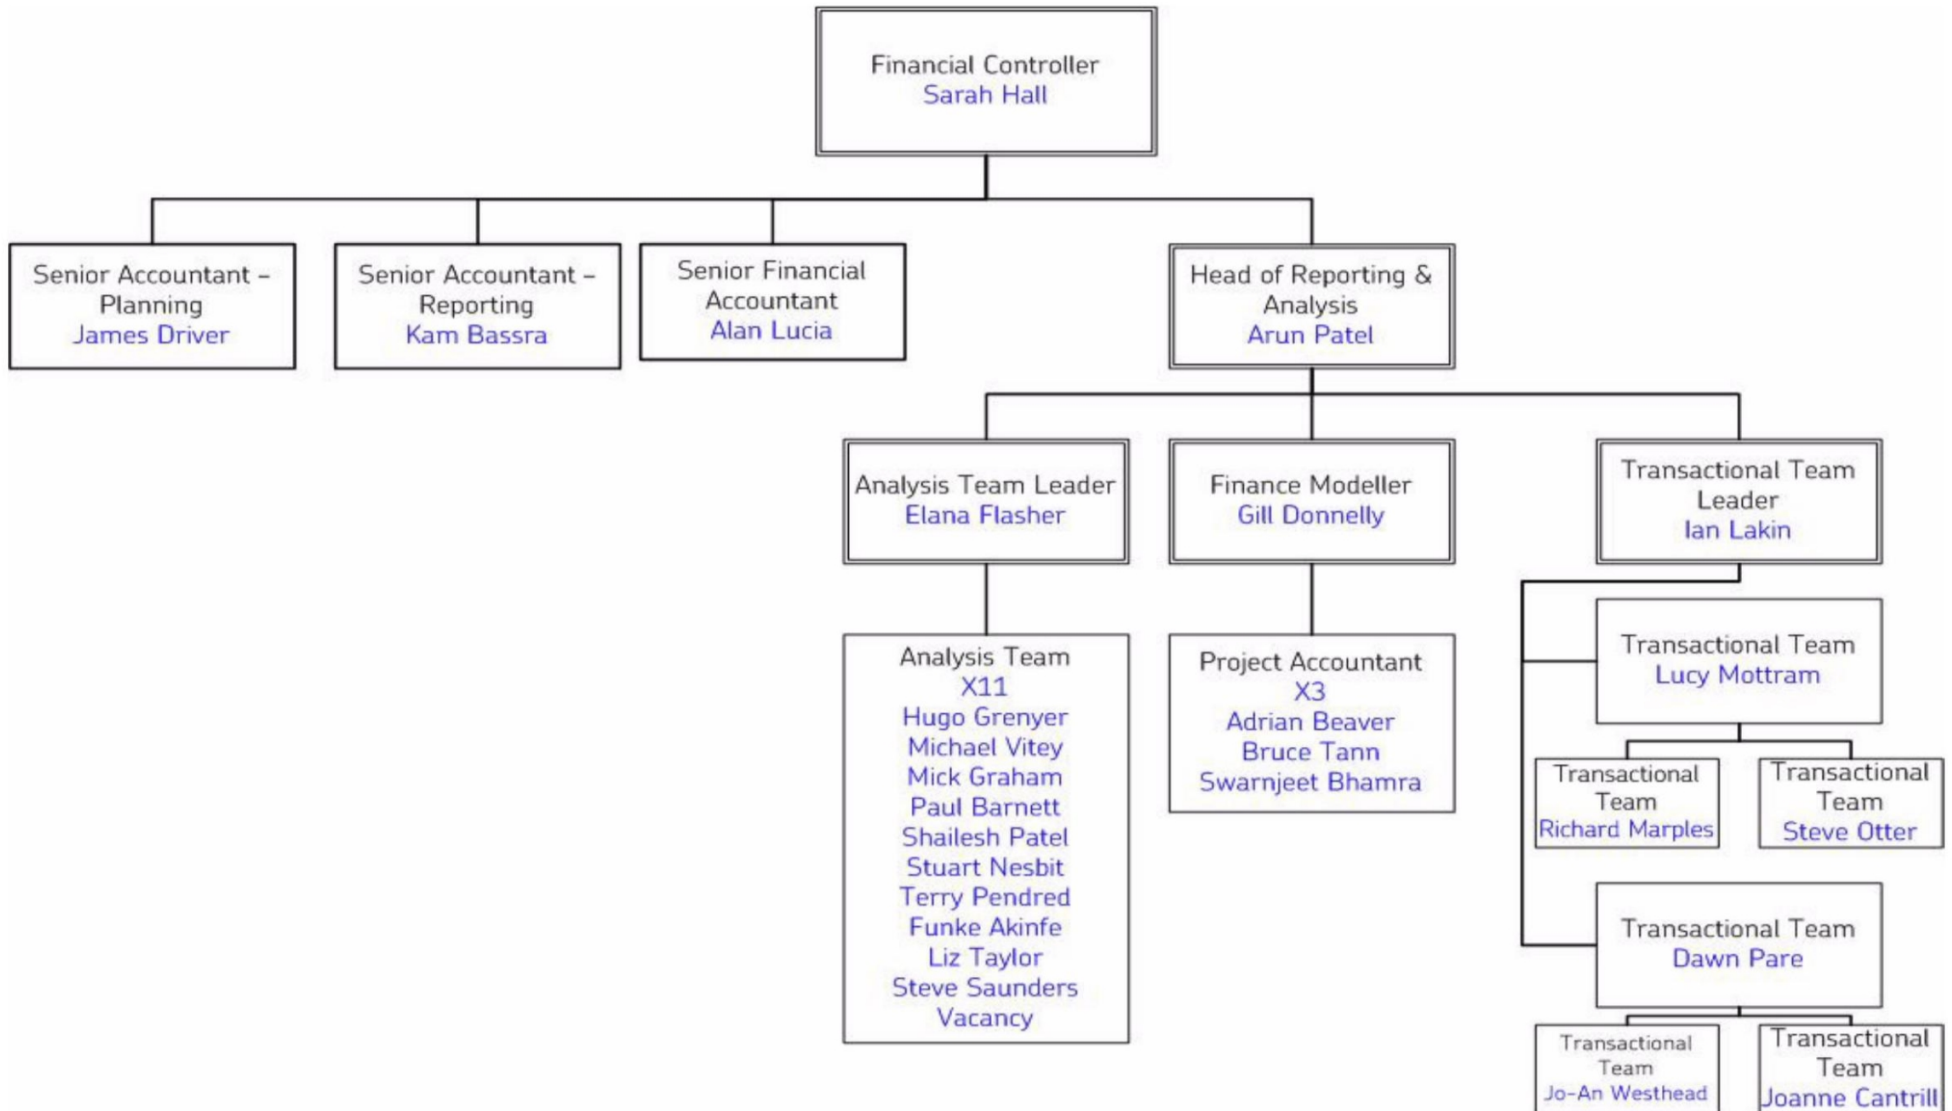 Financial Controller
Sarah Hall
Senior Accountant –
Planning
James Driver
Senior Accountant –
Reporting
Kam Bassra
Senior Financial
Accountant
Alan Lucia
Head of Reporting &
Analysis
Arun Patel
Analysis Team Leader
Elana Flasher
Finance Modeller
Gill Donnelly
Transactional Team
Leader
Ian Lakin
Analysis Team
X11
Hugo Grenyer
Michael Vitey
Mick Graham
Paul Barnett
Shailesh Patel
Stuart Nesbit
Terry Pendred
Funke Akinfe
Liz Taylor
Steve Saunders
Vacancy
Project Accountant
X3
Adrian Beaver
Bruce Tann
Swarnjeet Bhamra
Transactional Team
Lucy Mottram
Transactional
Team
Richard Marples
Transactional
Team
Steve Otter
Transactional Team
Dawn Pare
Transactional
Team
Jo-An Westhead
Transactional
Team
Joanne Cantrill